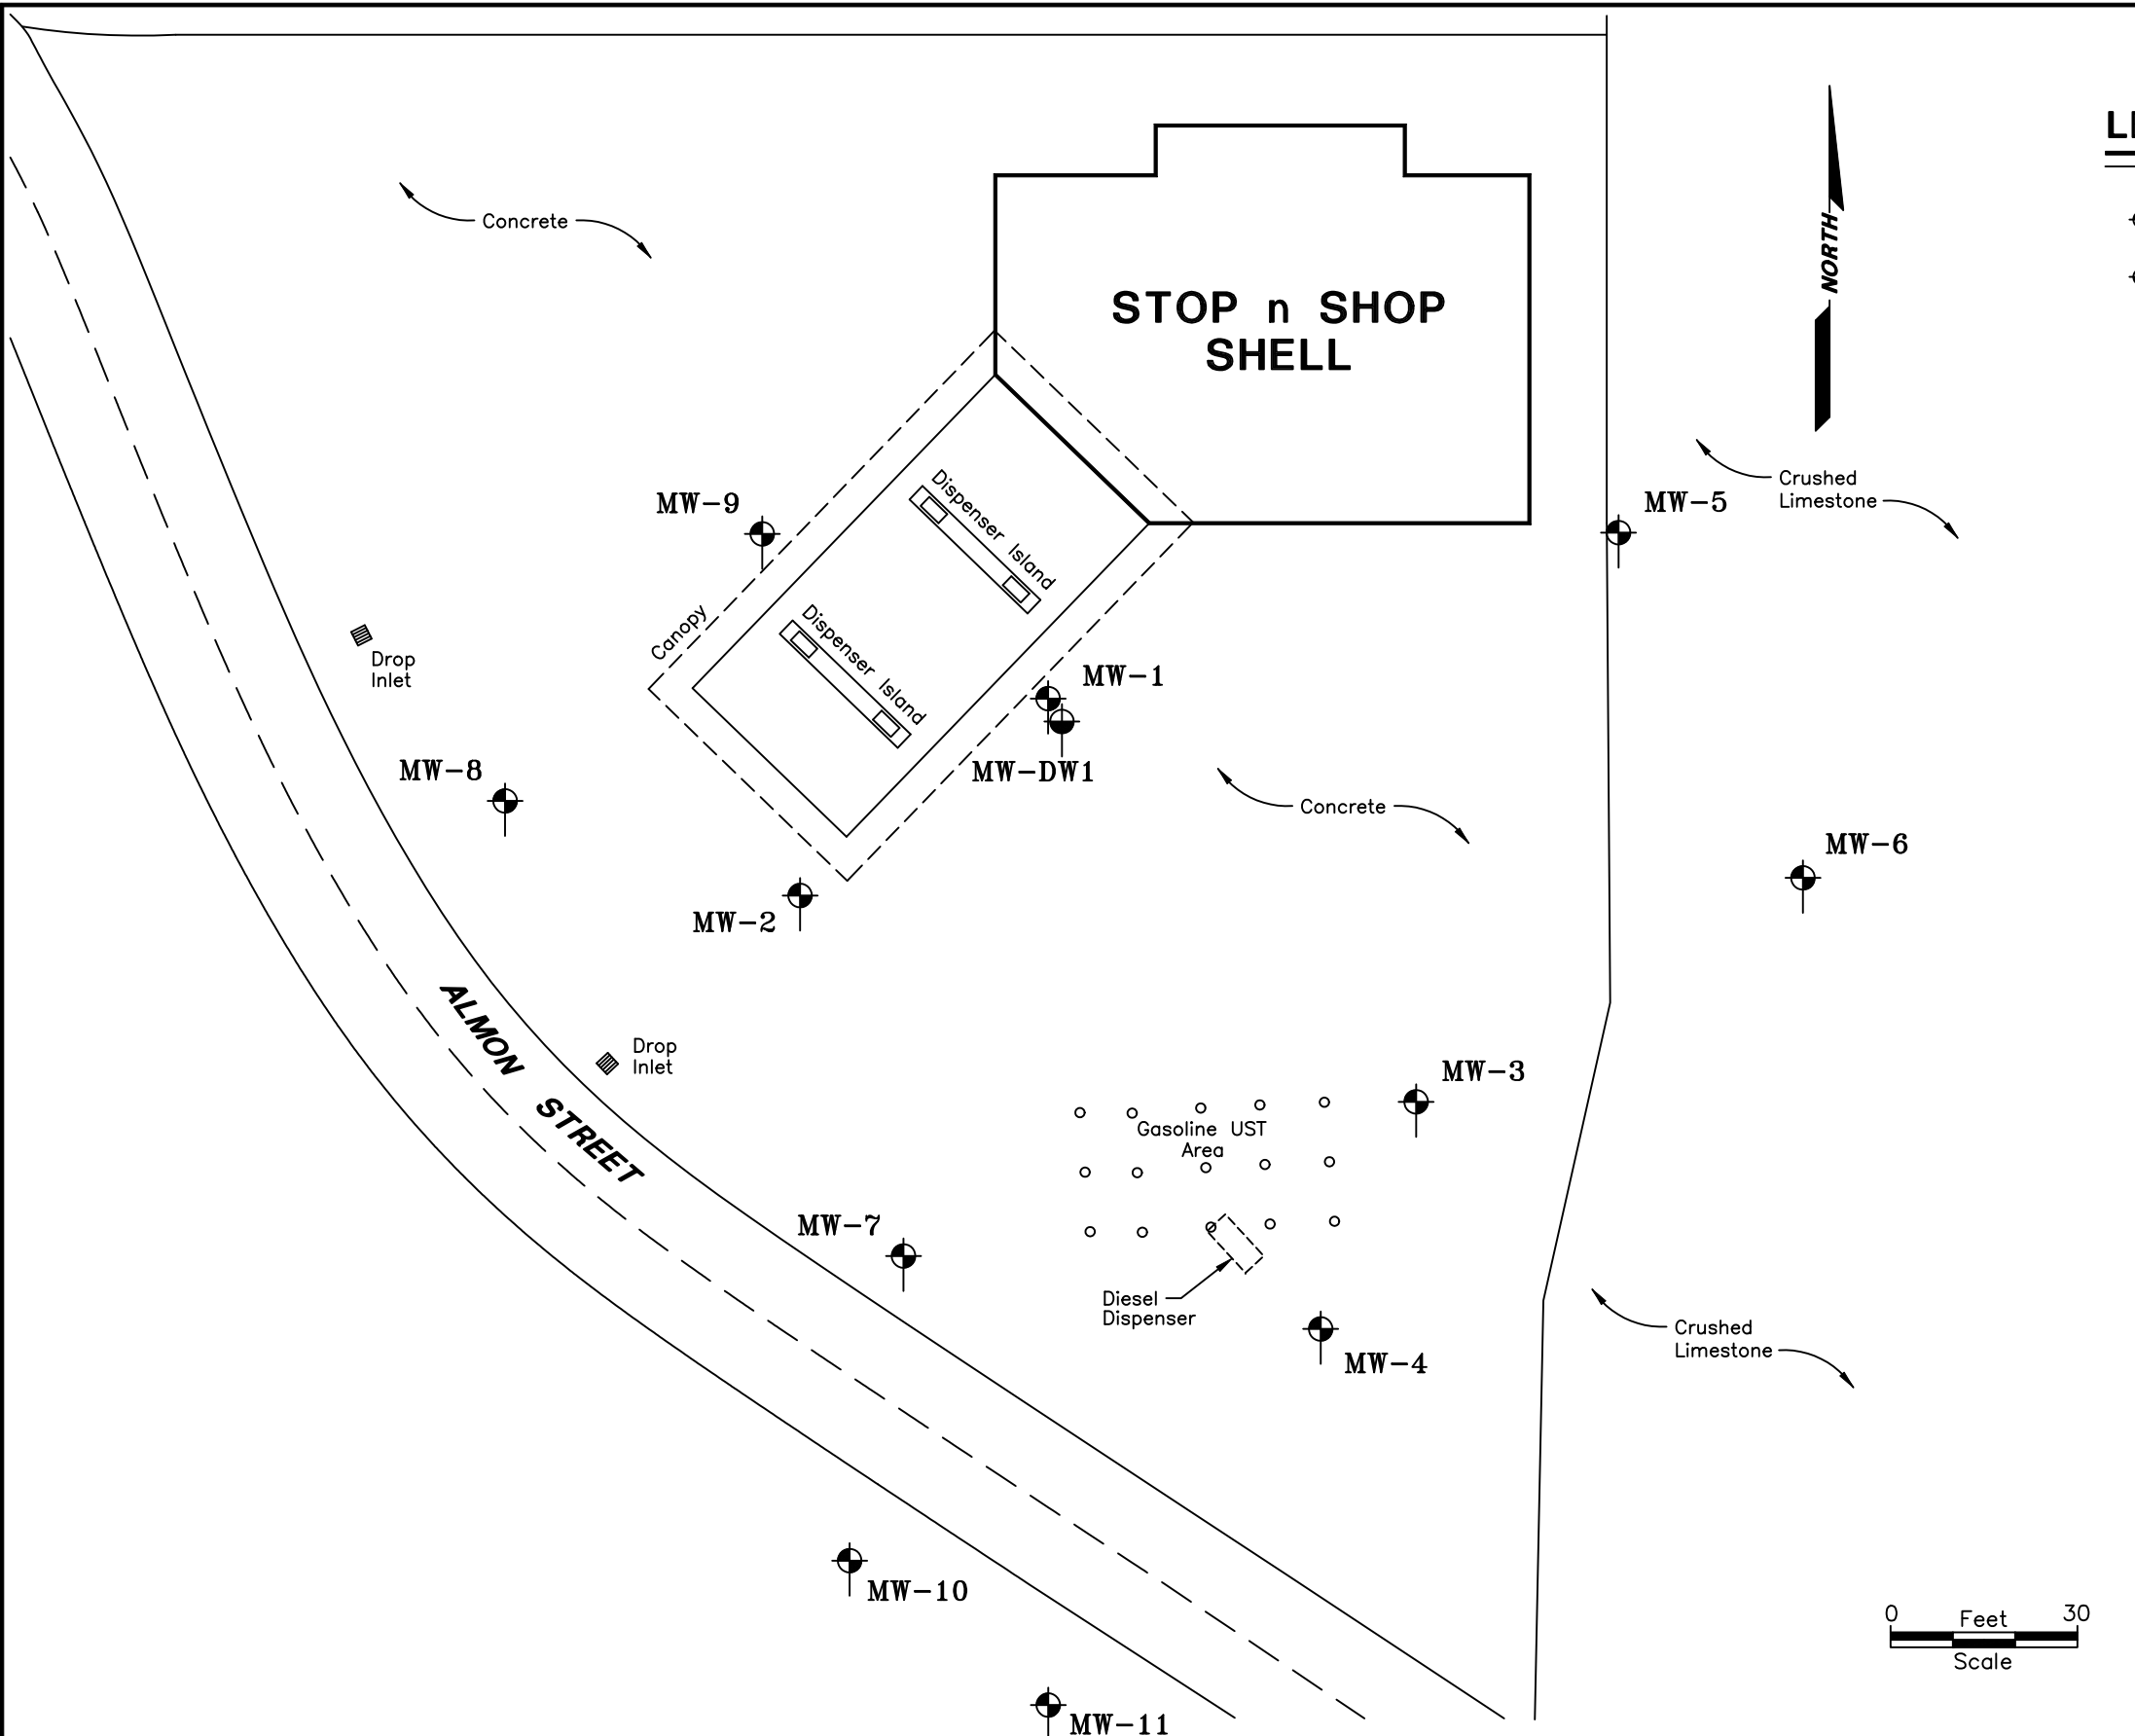 Concrete
STOP n SHOP
SHELL
NORTH
Crushed
Limestone
MW-9
MW-5
Dispenser Island
Canopy
Dispenser Island
Drop
Inlet
MW-1
MW-DW1
MW-8
Concrete
MW-6
MW-2
ALMON STREET
Drop
Inlet
MW-3
Gasoline UST
Area
MW-7
Diesel
Dispenser
MW-4
Crushed
Limestone
MW-10
MW-11
0 Feet 30
Scale